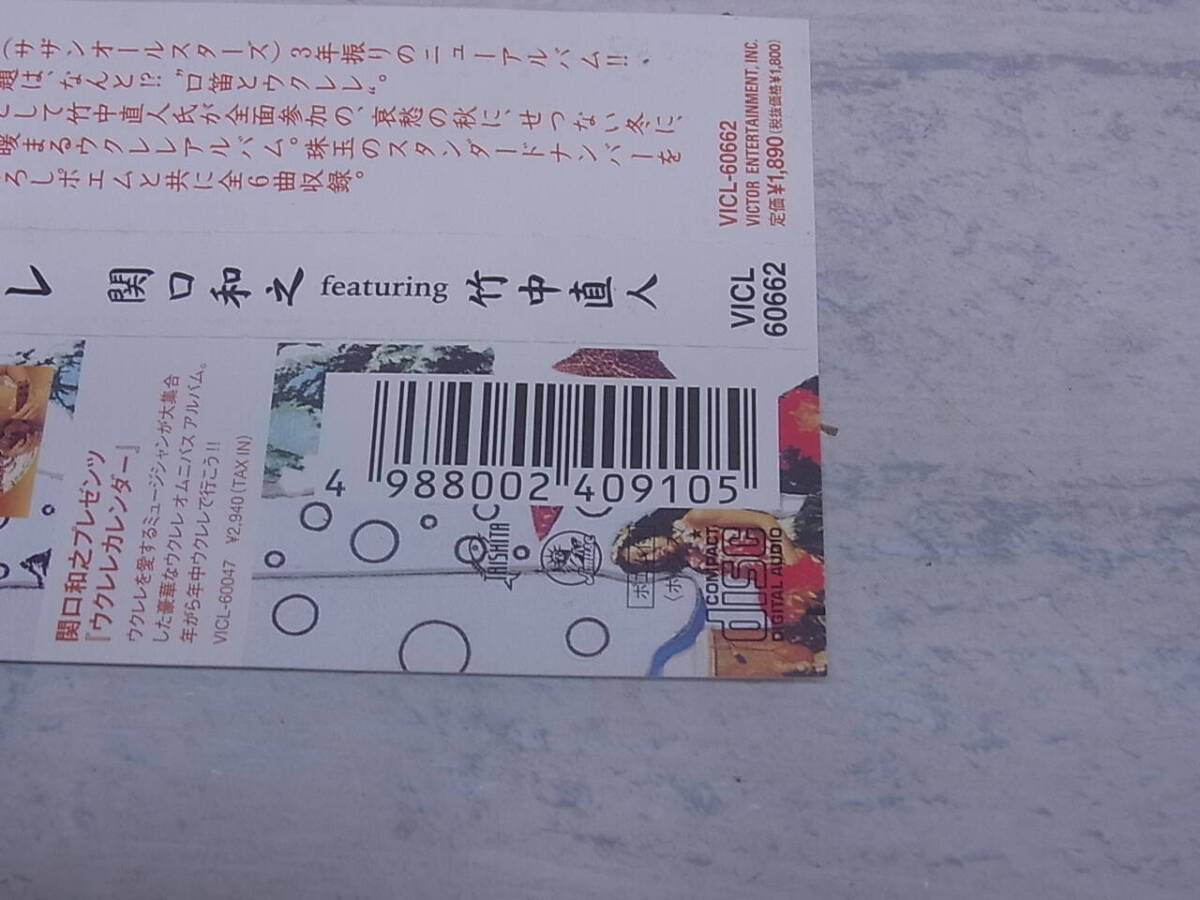 (サザンオールスターズ)3年振りのニューアルバム!!
題は、なんと!?“口笛とウクレレ”。
として竹中直人氏が全面参加の、哀愁の秋に、せつない冬に、
暖まるウクレレアルバム。珠玉のスタンダードナンバーを
ろしポエムと共に全6曲収録。
VICL-60662
VICTOR ENTERTAINMENT, INC.
定価¥1,890(税抜価格¥1,800)
レ 関口和之 featuring 竹中直人
VICL
60662
関口和之プレゼンツ
『ウクレレカレンダー』
ウクレレを愛するミュージシャンが大集合
した豪華なウクレレ オムニバス アルバム。
年がら年中ウクレレで行こう!!
VICL-60047 ¥2,940(TAX IN)
4 988002 409105
TAISHITA
COMPACT
disc
DIGITAL AUDIO